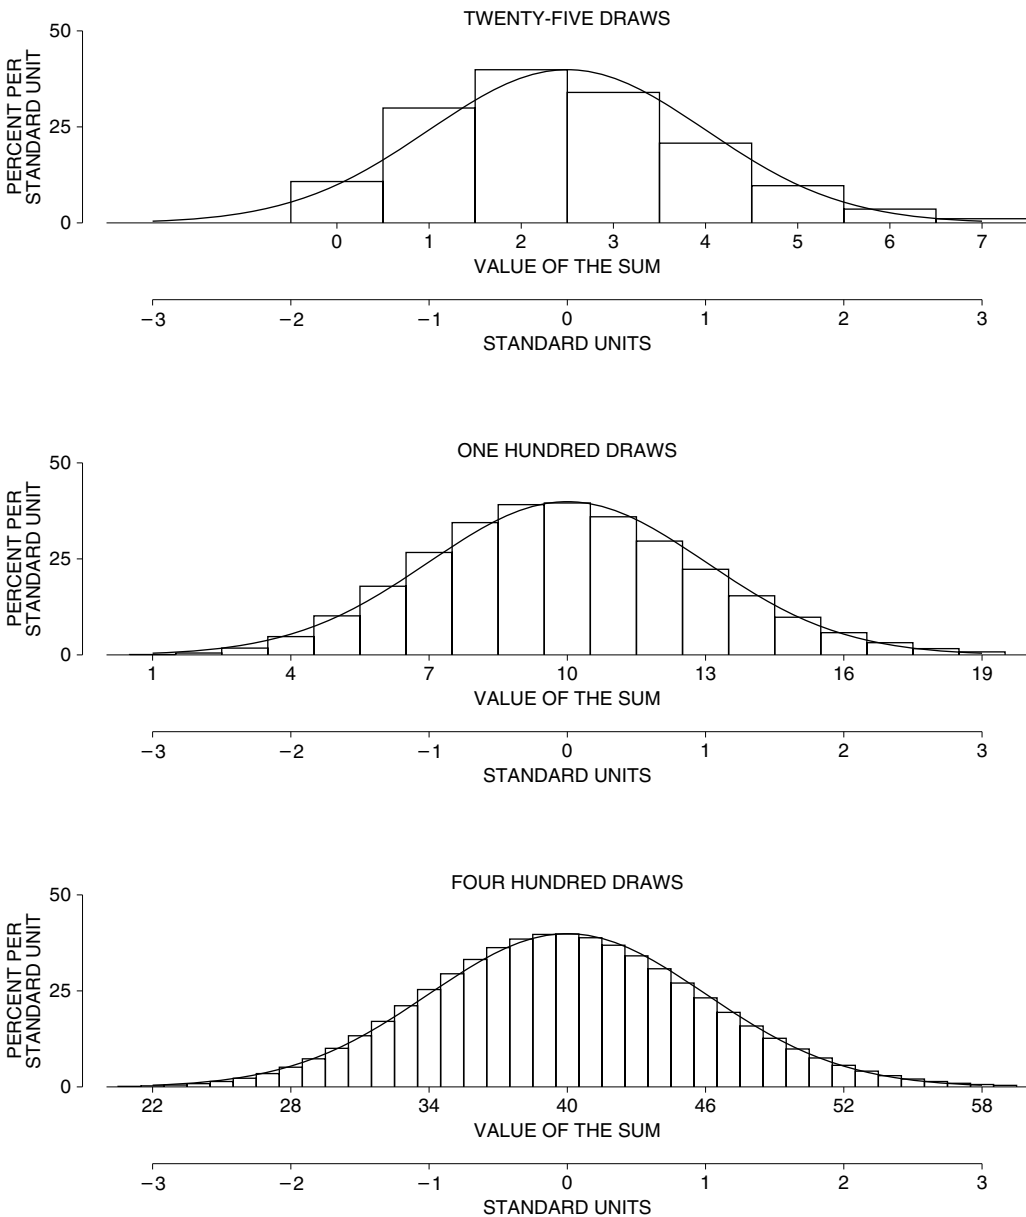 TWENTY-FIVE DRAWS
PERCENT PER
STANDARD UNIT
50
25
0
0 1 2 3 4 5 6 7
VALUE OF THE SUM
−3 −2 −1 0 1 2 3
STANDARD UNITS
ONE HUNDRED DRAWS
PERCENT PER
STANDARD UNIT
50
25
0
1 4 7 10 13 16 19
VALUE OF THE SUM
−3 −2 −1 0 1 2 3
STANDARD UNITS
FOUR HUNDRED DRAWS
PERCENT PER
STANDARD UNIT
50
25
0
22 28 34 40 46 52 58
VALUE OF THE SUM
−3 −2 −1 0 1 2 3
STANDARD UNITS